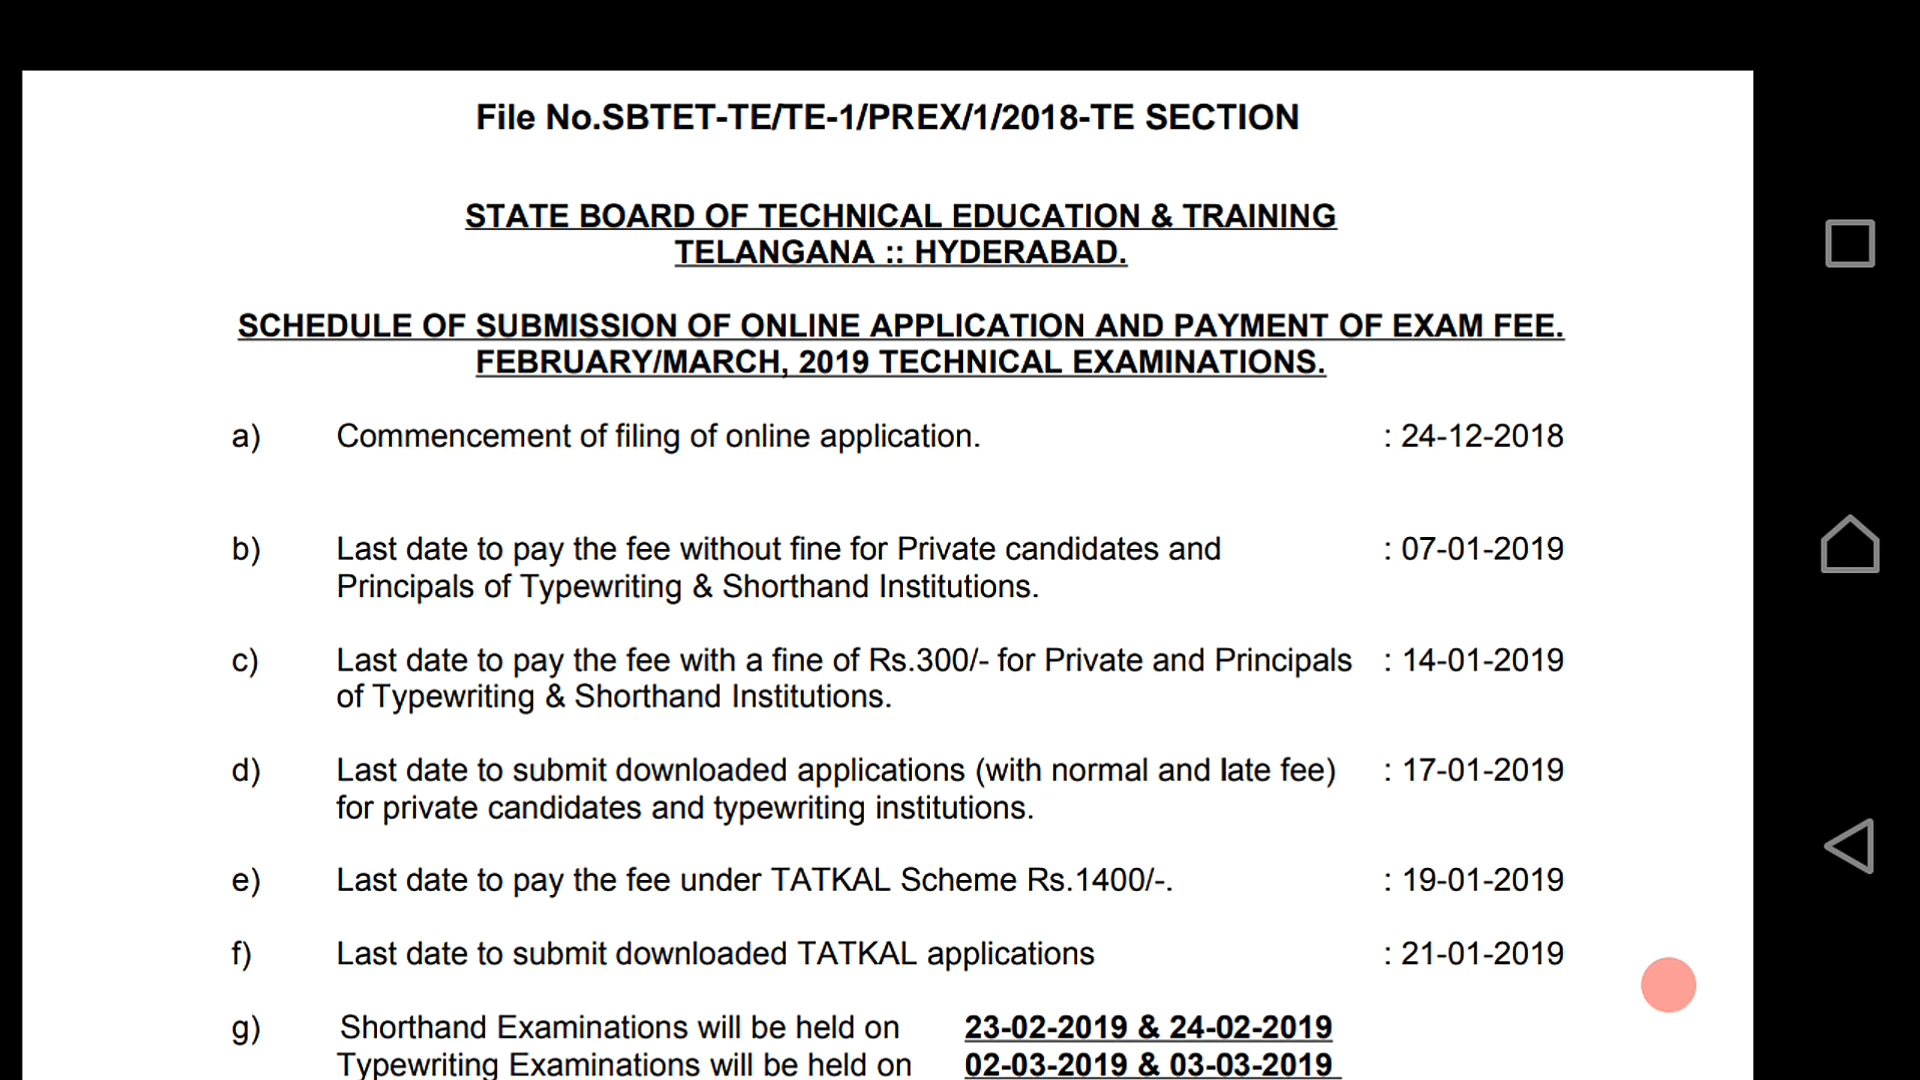 File No.SBTET-TE/TE-1/PREX/1/2018-TE SECTION
STATE BOARD OF TECHNICAL EDUCATION & TRAINING
TELANGANA :: HYDERABAD.
SCHEDULE OF SUBMISSION OF ONLINE APPLICATION AND PAYMENT OF EXAM FEE.
FEBRUARY/MARCH, 2019 TECHNICAL EXAMINATIONS.
a) Commencement of filing of online application. : 24-12-2018
b) Last date to pay the fee without fine for Private candidates and : 07-01-2019
Principals of Typewriting & Shorthand Institutions.
c) Last date to pay the fee with a fine of Rs.300/- for Private and Principals : 14-01-2019
of Typewriting & Shorthand Institutions.
d) Last date to submit downloaded applications (with normal and late fee) : 17-01-2019
for private candidates and typewriting institutions.
e) Last date to pay the fee under TATKAL Scheme Rs.1400/-. : 19-01-2019
f) Last date to submit downloaded TATKAL applications : 21-01-2019
g) Shorthand Examinations will be held on 23-02-2019 & 24-02-2019
Typewriting Examinations will be held on 02-03-2019 & 03-03-2019